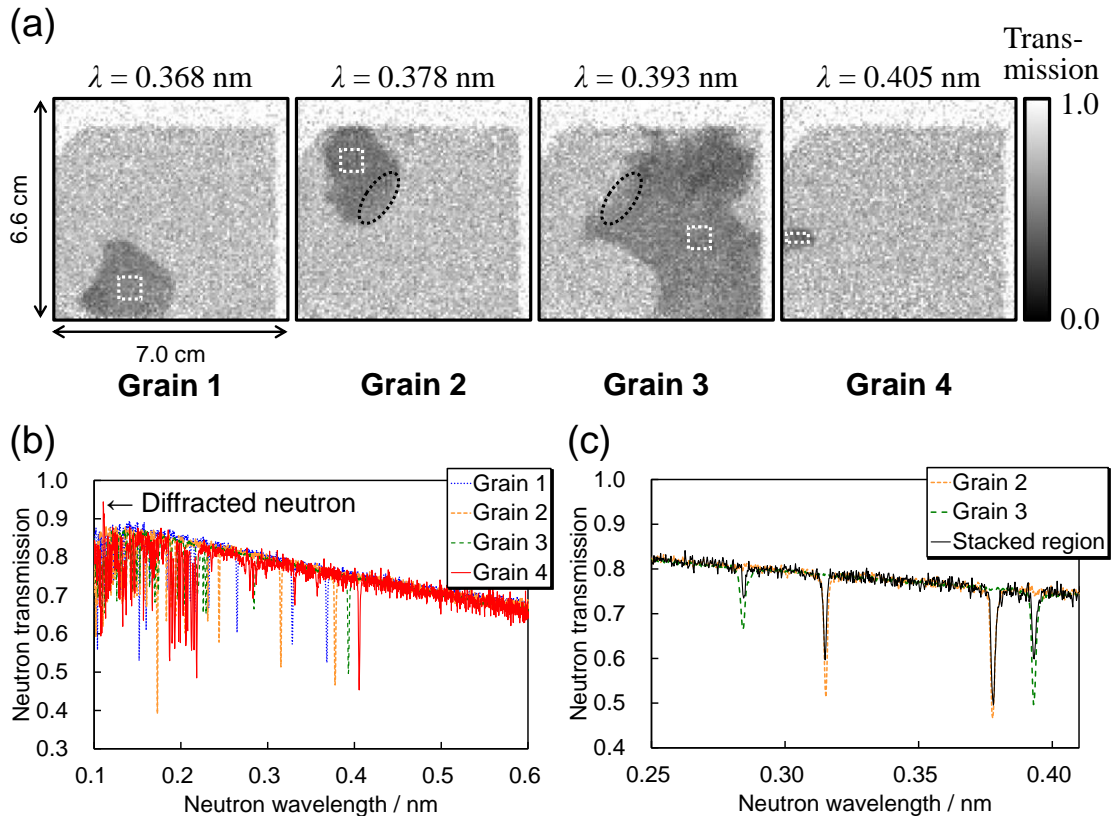 (a)
λ = 0.368 nm λ = 0.378 nm λ = 0.393 nm λ = 0.405 nm
Trans-
mission
1.0
0.0
6.6 cm
7.0 cm
Grain 1 Grain 2 Grain 3 Grain 4
(b)
Neutron transmission
1.0
0.9
0.8
0.7
0.6
0.5
0.4
0.3
← Diffracted neutron
Grain 1
Grain 2
Grain 3
Grain 4
0.1 0.2 0.3 0.4 0.5 0.6
Neutron wavelength / nm
(c)
Neutron transmission
1.0
0.9
0.8
0.7
0.6
0.5
0.4
Grain 2
Grain 3
Stacked region
0.25 0.30 0.35 0.40
Neutron wavelength / nm